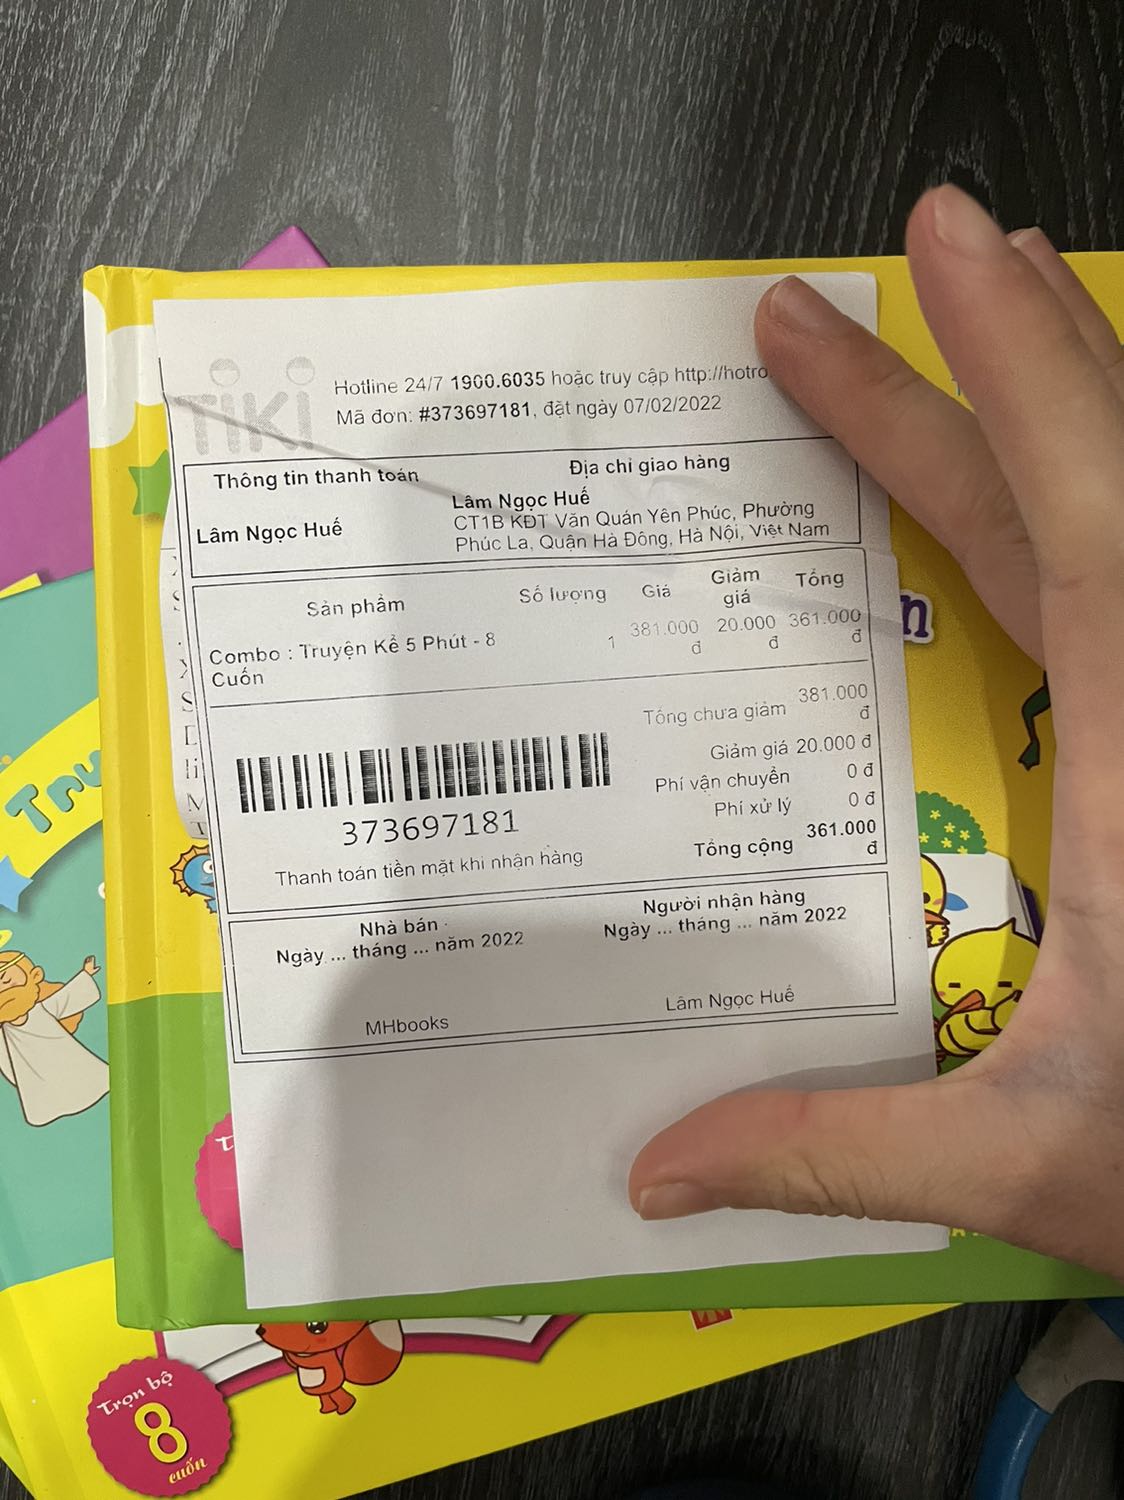 TiKi
Hotline 24/7 1900.6035 hoặc truy cập http://hotro
Mã đơn: #373697181, đặt ngày 07/02/2022
Thông tin thanh toán
Địa chỉ giao hàng
Lâm Ngọc Huế
Lâm Ngọc Huế
CT1B KĐT Văn Quán Yên Phúc, Phường
Phúc La, Quận Hà Đông, Hà Nội, Việt Nam
Sản phẩm Số lượng Giá Giảm giá Tổng
Combo : Truyện Kể 5 Phút - 8 1 381.000 20.000 361.000
Cuốn đ đ đ
Tổng chưa giảm 381.000
đ
Giảm giá 20.000 đ
Phí vận chuyển 0 đ
Phí xử lý 0 đ
Tổng cộng 361.000
đ
373697181
Thanh toán tiền mặt khi nhận hàng
Nhà bán
Ngày ... tháng ... năm 2022
MHbooks
Người nhận hàng
Ngày ... tháng ... năm 2022
Lâm Ngọc Huế
Tru
n
Trọn bộ
8
cuốn